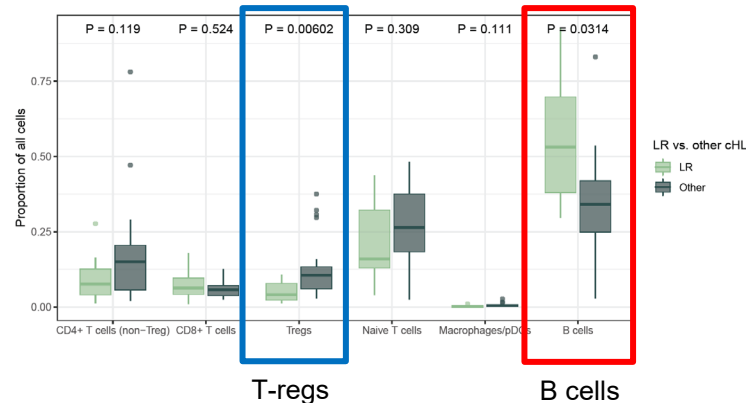 P = 0.119 P = 0.524 P = 0.00602 P = 0.309 P = 0.111 P = 0.0314
Proportion of all cells
0.75
0.50
0.25
0.00
CD4+ T cells (non−Treg) CD8+ T cells Tregs Naive T cells Macrophages/pDCs B cells
LR vs. other cHL
LR
Other
T-regs B cells